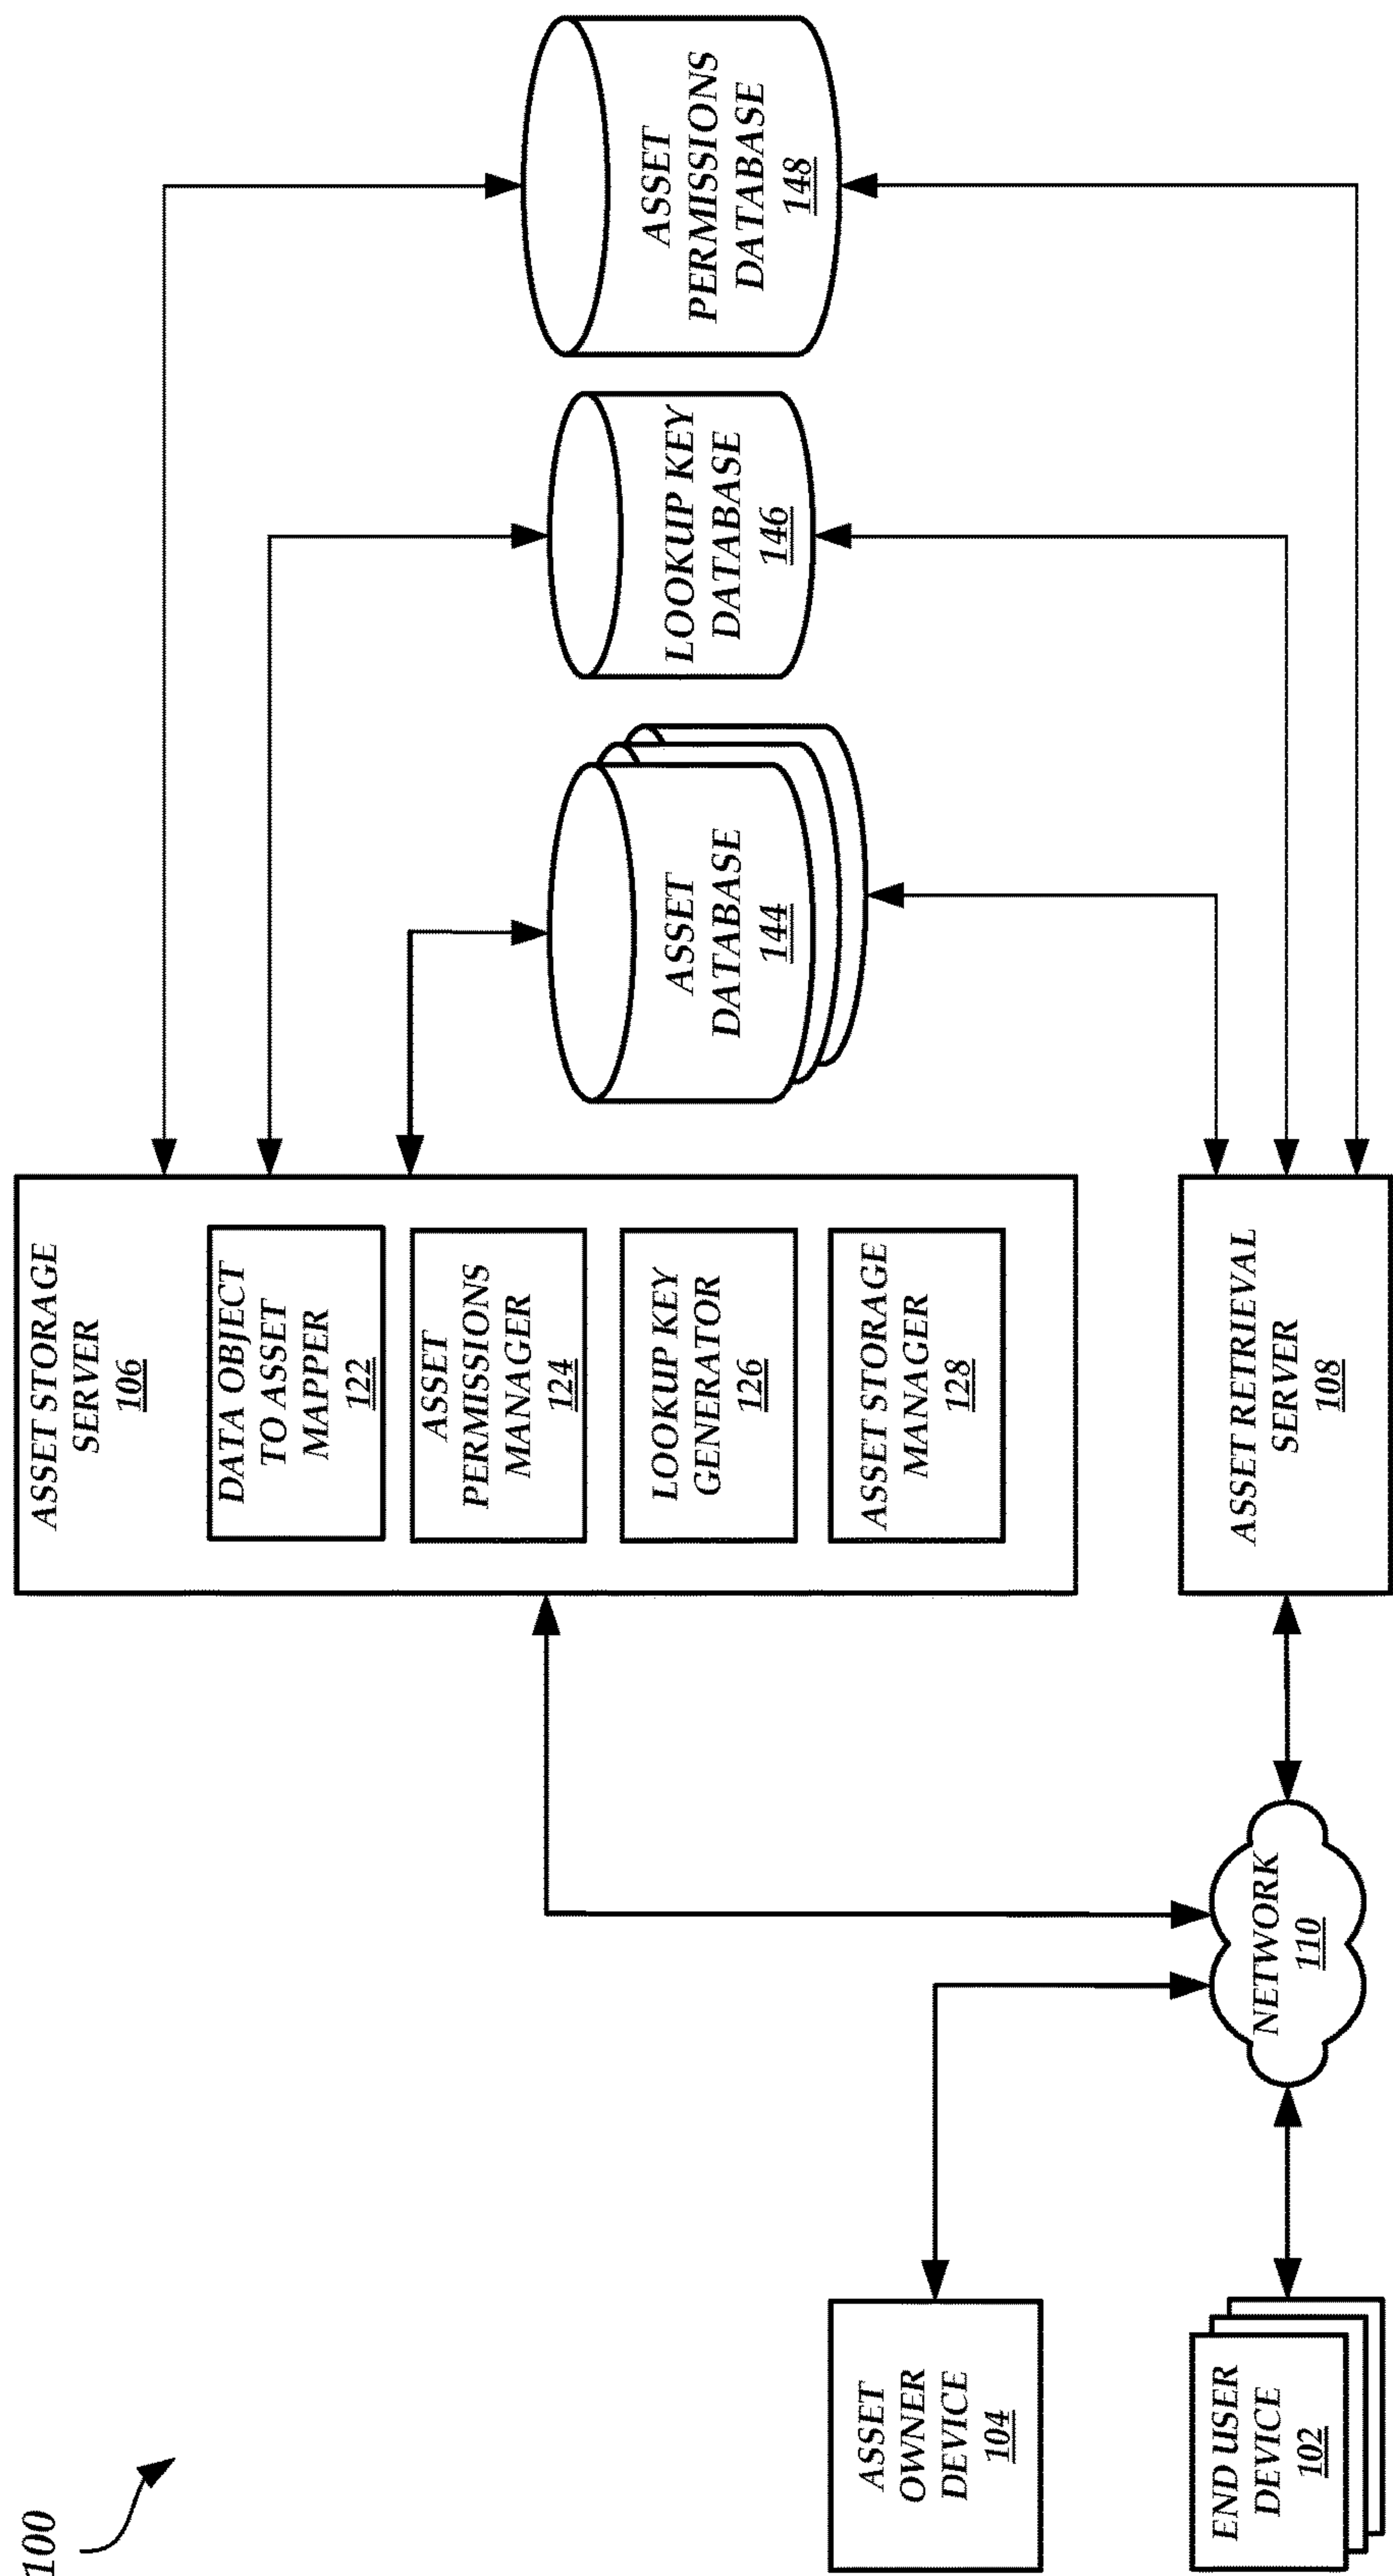 100
ASSET STORAGE
SERVER
106
DATA OBJECT
TO ASSET
MAPPER
122
ASSET
PERMISSIONS
MANAGER
124
LOOKUP KEY
GENERATOR
126
ASSET STORAGE
MANAGER
128
ASSET
DATABASE
144
LOOKUP KEY
DATABASE
146
ASSET
PERMISSIONS
DATABASE
148
ASSET
OWNER
DEVICE
104
END USER
DEVICE
102
NETWORK
110
ASSET RETRIEVAL
SERVER
108